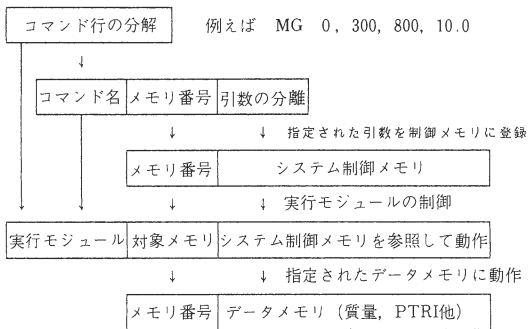 コマンド行の分解 例えば MG 0, 300, 800, 10.0
↓
コマンド名 メモリ番号 引数の分離
↓ ↓ 指定された引数を制御メモリに登録
メモリ番号 システム制御メモリ
↓ ↓ ↓ ↓ 実行モジュールの制御
実行モジュール 対象メモリ システム制御メモリを参照して動作
↓ ↓ 指定されたデータメモリに動作
メモリ番号 データメモリ (質量, PTRI他)